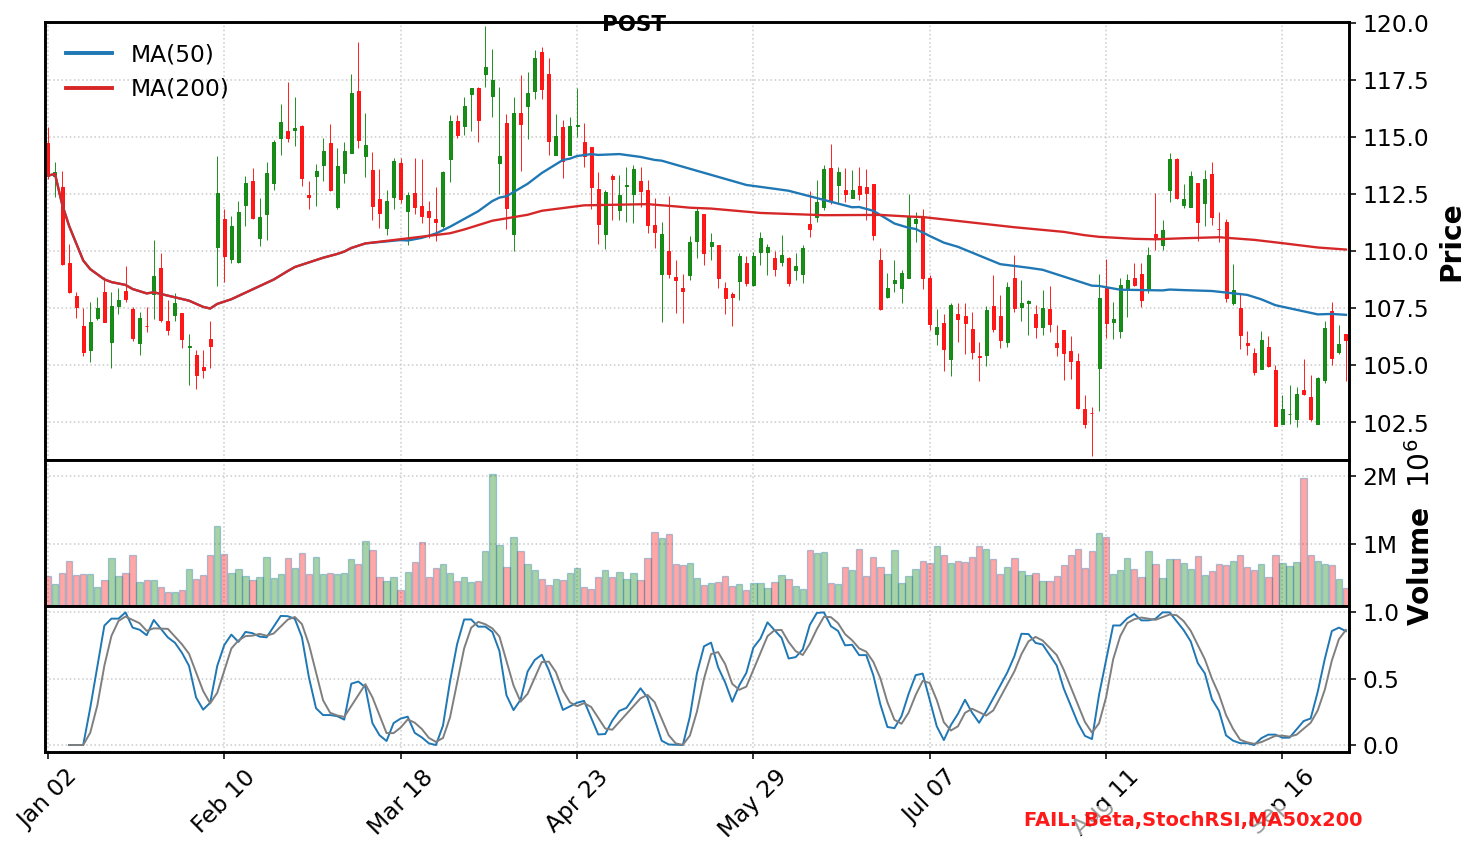 POST
MA(50)
MA(200)
120.0
117.5
115.0
112.5
110.0
107.5
105.0
102.5
Price
10^6
2M
1M
Volume
1.0
0.5
0.0
Jan 02
Feb 10
Mar 18
Apr 23
May 29
Jul 07
Aug 11
Sep 16
FAIL: Beta,StochRSI,MA50x200